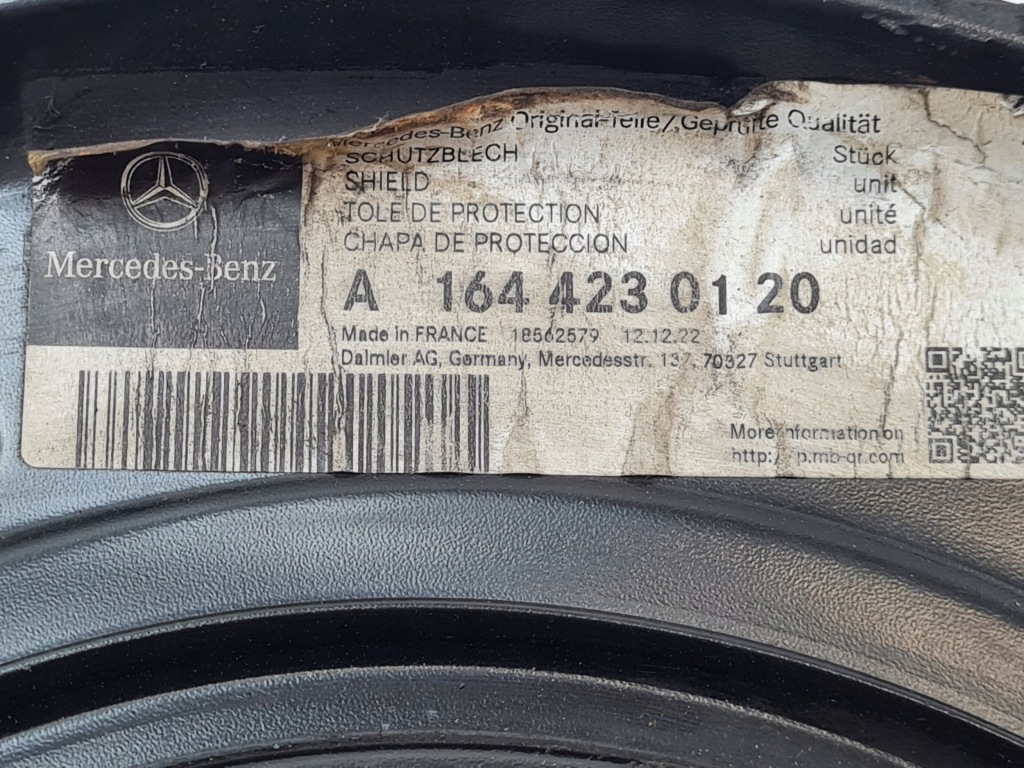 Mercedes-Benz Original-Teile / Geprüfte Qualität
SCHUTZBLECH Stück
SHIELD unit
TOLE DE PROTECTION unité
CHAPA DE PROTECCION unidad
Mercedes-Benz
A 164 423 01 20
Made in FRANCE 18562579 12.12.22
Daimler AG, Germany, Mercedesstr. 137, 70327 Stuttgart
More information on
http:// p.mb-qr.com